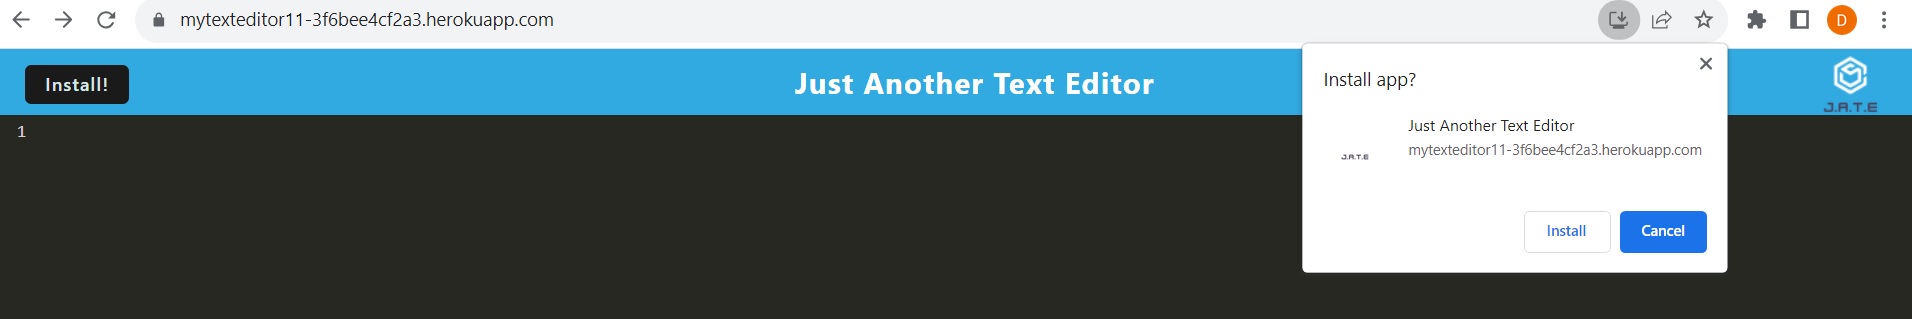 mytexteditor11-3f6bee4cf2a3.herokuapp.com
D
Install!
Just Another Text Editor
J.A.T.E
1
Install app?
J.A.T.E
Just Another Text Editor
mytexteditor11-3f6bee4cf2a3.herokuapp.com
Install
Cancel